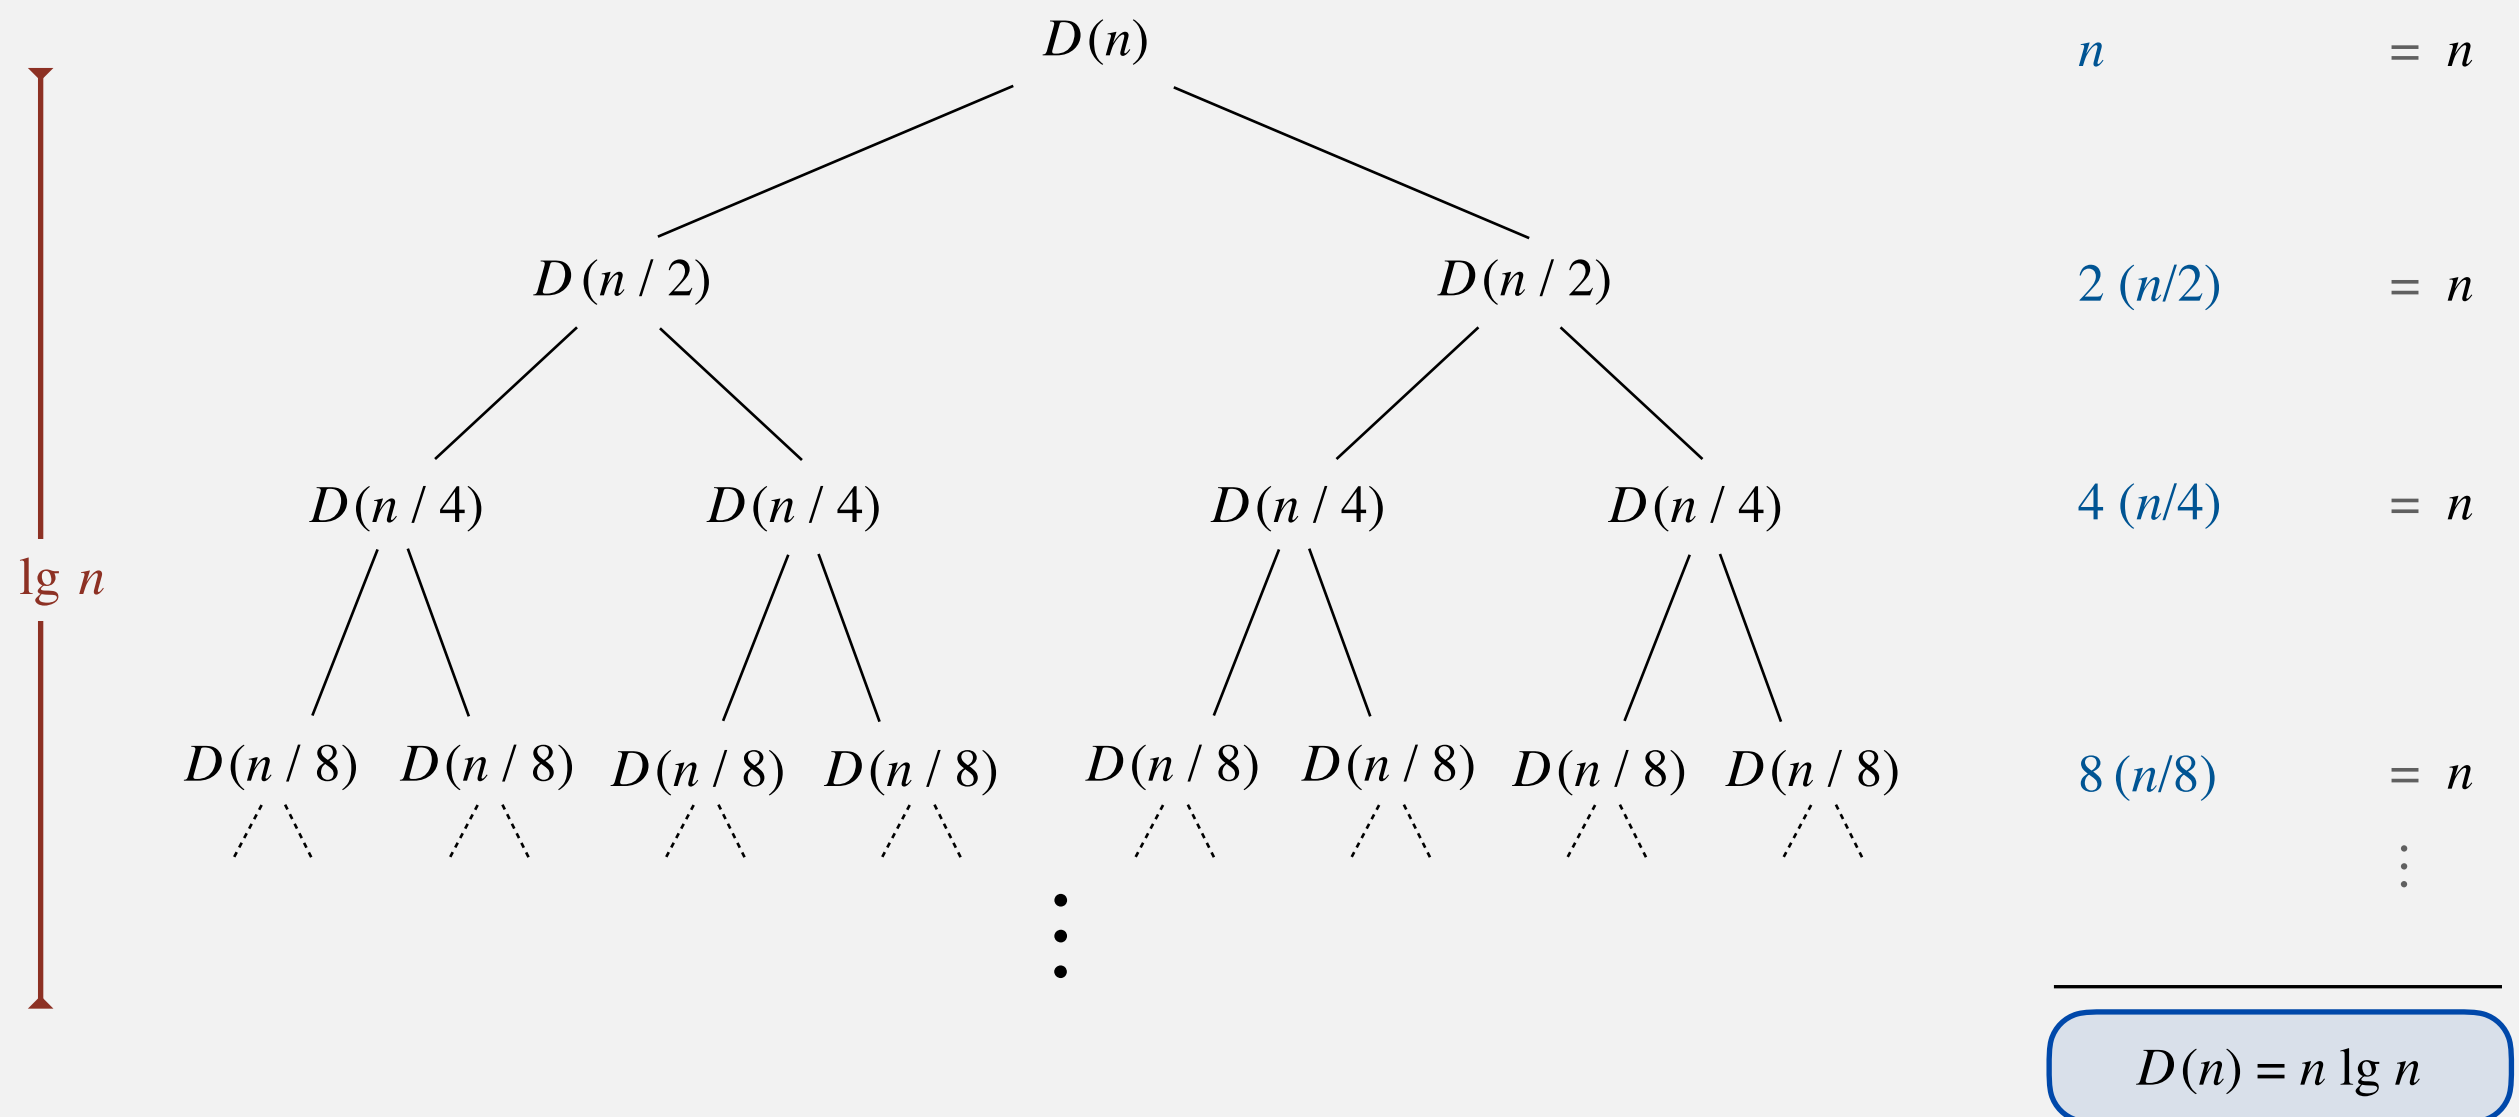 D(n) n = n
D(n / 2) D(n / 2) 2 (n/2) = n
D(n / 4) D(n / 4) D(n / 4) D(n / 4) 4 (n/4) = n
lg n
D(n / 8) D(n / 8) D(n / 8) D(n / 8) D(n / 8) D(n / 8) D(n / 8) D(n / 8) 8 (n/8) = n
⋮
⋮
D(n) = n lg n